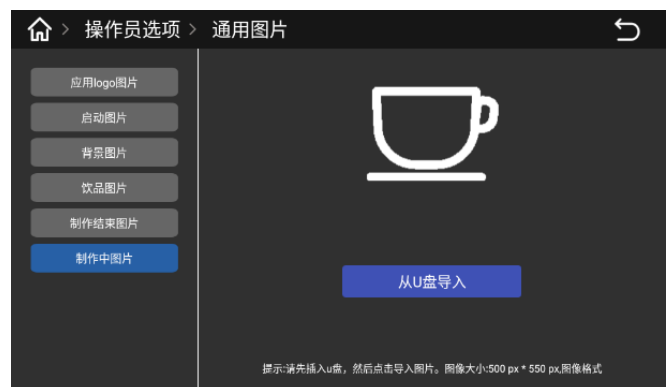 操作员选项 > 通用图片
应用logo图片
启动图片
背景图片
饮品图片
制作结束图片
制作中图片
从U盘导入
提示:请先插入u盘，然后点击导入图片。图像大小:500 px * 550 px,图像格式